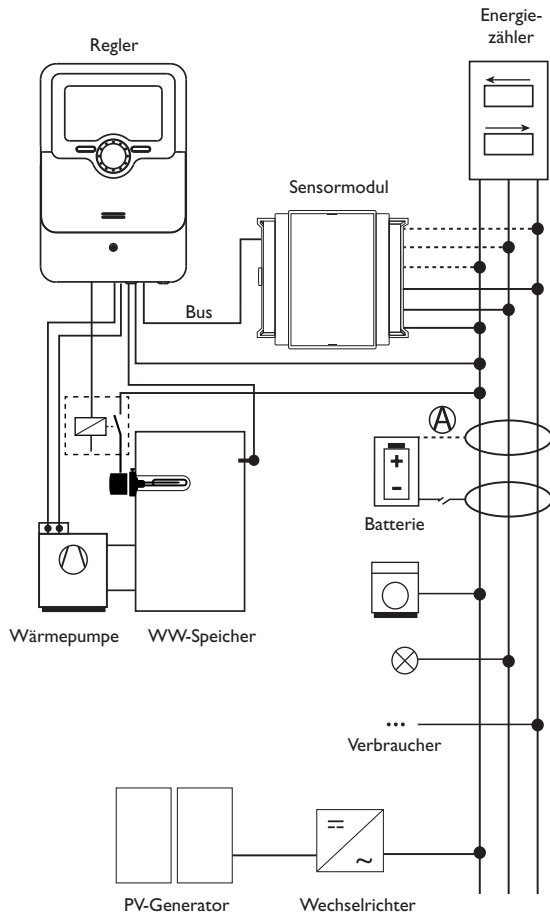 Energie-
zähler
Regler
Sensormodul
Bus
A
+
-
Batterie
Wärmepumpe
WW-Speicher
...
Verbraucher
~
PV-Generator
Wechselrichter